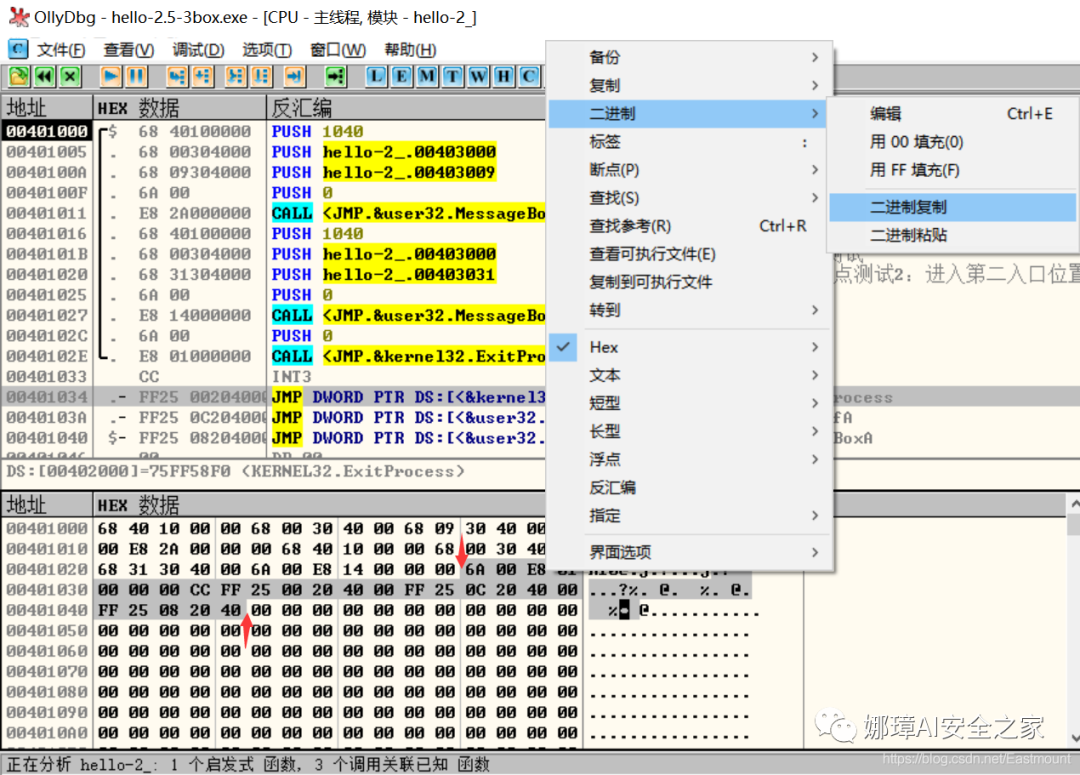 OllyDbg - hello-2.5-3box.exe - [CPU - 主线程, 模块 - hello-2_]
C 文件(F) 查看(V) 调试(D) 选项(T) 窗口(W) 帮助(H)
L E M T W H C
地址 HEX 数据 反汇编
00401000 $ 68 40100000 PUSH 1040
00401005 . 68 00304000 PUSH hello-2_.00403000
0040100A . 68 09304000 PUSH hello-2_.00403009
0040100F . 6A 00 PUSH 0
00401011 . E8 2A000000 CALL <JMP.&user32.MessageBo
00401016 . 68 40100000 PUSH 1040
0040101B . 68 00304000 PUSH hello-2_.00403000
00401020 . 68 31304000 PUSH hello-2_.00403031
00401025 . 6A 00 PUSH 0
00401027 . E8 14000000 CALL <JMP.&user32.MessageBo
0040102C . 6A 00 PUSH 0
0040102E . E8 01000000 CALL <JMP.&kernel32.ExitPro
00401033 CC INT3
00401034 .- FF25 00204000 JMP DWORD PTR DS:[<&kernel3
0040103A .- FF25 0C204000 JMP DWORD PTR DS:[<&user32.
00401040 $- FF25 08204000 JMP DWORD PTR DS:[<&user32.
点测试2: 进入第二入口位置
rocess
fA
BoxA
DS:[00402000]=75FF58F0 (KERNEL32.ExitProcess)
备份
复制
二进制
标签 :
断点(P)
查找(S)
查找参考(R) Ctrl+R
查看可执行文件(E)
复制到可执行文件
转到
Hex
文本
短型
长型
浮点
反汇编
指定
界面选项
编辑 Ctrl+E
用 00 填充(0)
用 FF 填充(F)
二进制复制
二进制粘贴
地址 HEX 数据
00401000 68 40 10 00 00 68 00 30 40 00 68 09 30 40 00
00401010 00 E8 2A 00 00 00 68 40 10 00 00 68 00 30 40
00401020 68 31 30 40 00 6A 00 E8 14 00 00 00 6A 00 E8 01
00401030 00 00 00 CC FF 25 00 20 40 00 FF 25 0C 20 40 00 ...?%. @. %. @.
00401040 FF 25 08 20 40 00 00 00 00 00 00 00 00 00 00 00 % @...........
00401050 00 00 00 00 00 00 00 00 00 00 00 00 00 00 00 00 ................
00401060 00 00 00 00 00 00 00 00 00 00 00 00 00 00 00 00 ................
00401070 00 00 00 00 00 00 00 00 00 00 00 00 00 00 00 00 ................
00401080 00 00 00 00 00 00 00 00 00 00 00 00 00 00 00 00 ................
00401090 00 00 00 00 00 00 00 00 00 00 00 00 00 00 00 00 ................
004010A0 00 00 00 00 00 00 00 00 00 00 00 00 00 00 00 00 ................
娜璋AI安全之家
正在分析 hello-2_: 1 个启发式 函数, 3 个调用关联已知 函数
https://blog.csdn.net/Eastmount